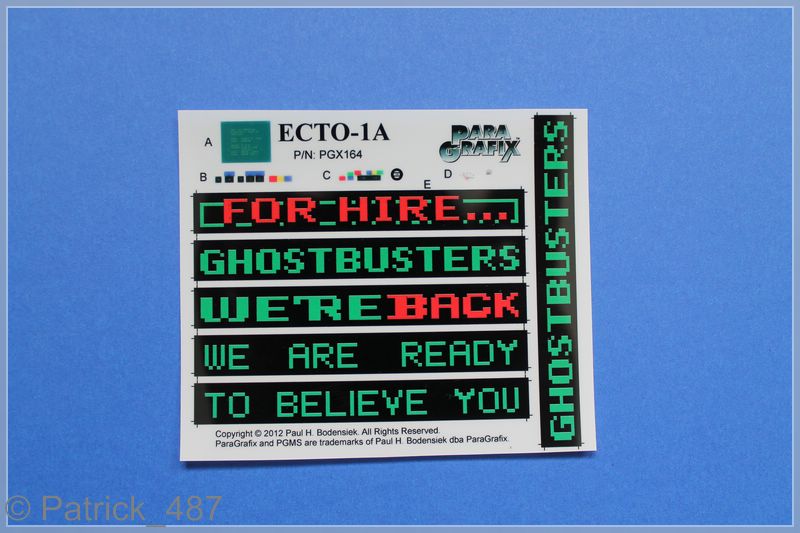 ECTO-1A
P/N: PGX164
PARA GRAFIX
A
B
C
D
E
FOR HIRE...
GHOSTBUSTERS
WE'RE BACK
WE ARE READY
TO BELIEVE YOU
GHOSTBUSTERS
Copyright © 2012 Paul H. Bodensiek. All Rights Reserved.
ParaGrafix and PGMS are trademarks of Paul H. Bodensiek dba ParaGrafix
© Patrick_487